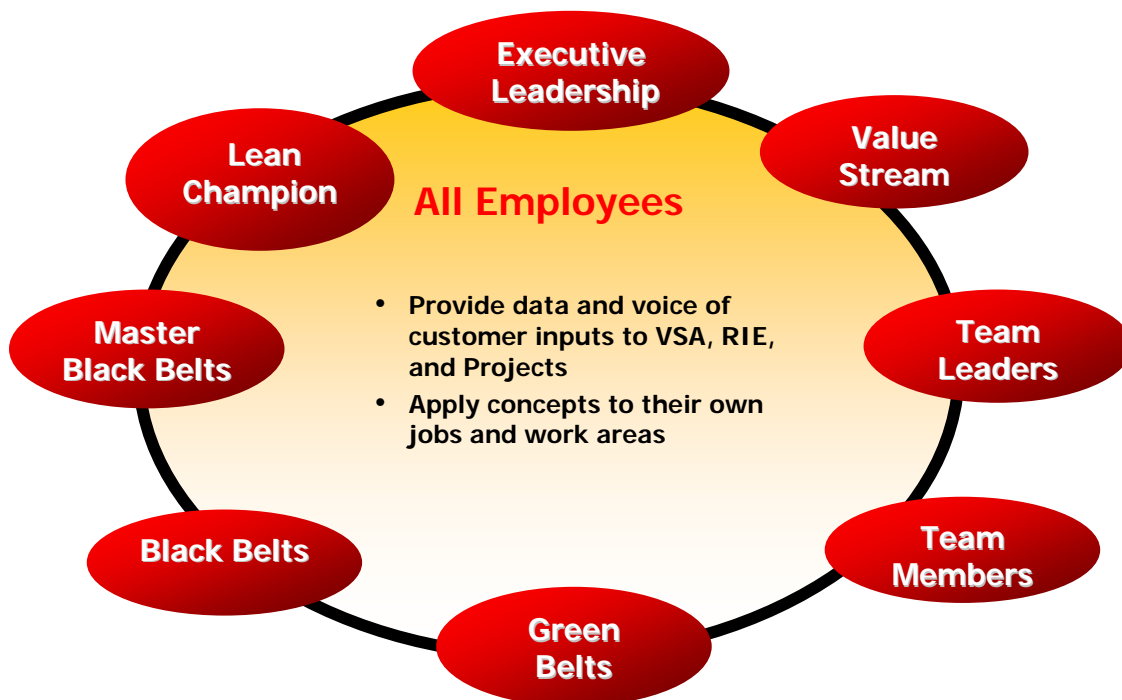 Executive
Leadership
Lean
Champion
Value
Stream
All Employees
• Provide data and voice of
customer inputs to VSA, RIE,
and Projects
• Apply concepts to their own
jobs and work areas
Master
Black Belts
Team
Leaders
Black Belts
Team
Members
Green
Belts